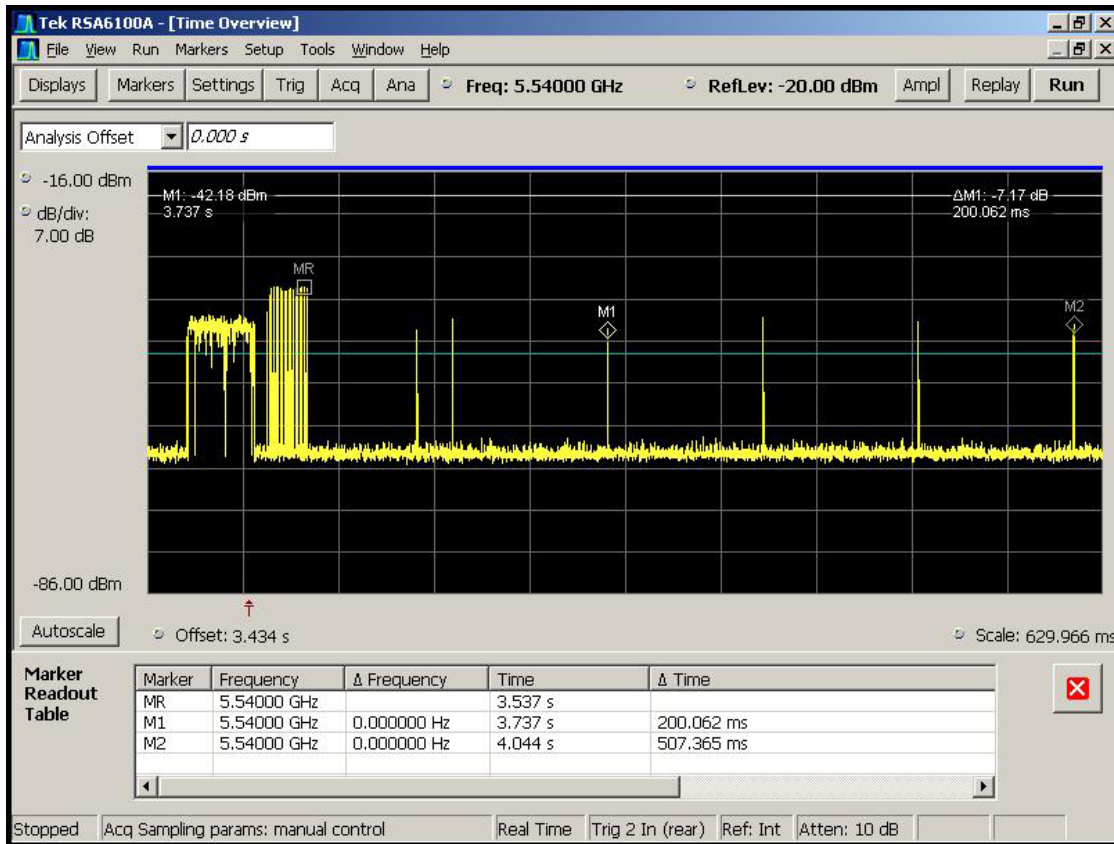 Tek RSA6100A - [Time Overview]
File View Run Markers Setup Tools Window Help
Displays Markers Settings Trig Acq Ana Freq: 5.54000 GHz RefLev: -20.00 dBm Ampl Replay Run
Analysis Offset 0.000 s
-16.00 dBm
dB/div:
7.00 dB
M1: -42.18 dBm
3.737 s
ΔM1: -7.17 dB
200.062 ms
MR
M1
M2
-86.00 dBm
Autoscale Offset: 3.434 s Scale: 629.966 ms
Marker
Readout
Table
Marker Frequency Δ Frequency Time Δ Time
MR 5.54000 GHz 3.537 s
M1 5.54000 GHz 0.000000 Hz 3.737 s 200.062 ms
M2 5.54000 GHz 0.000000 Hz 4.044 s 507.365 ms
Stopped Acq Sampling params: manual control Real Time Trig 2 In (rear) Ref: Int Atten: 10 dB